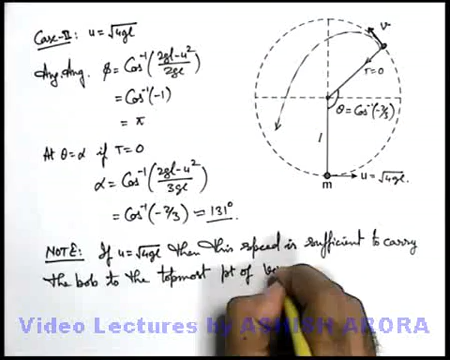 Case-II: u = √4gl
Ang. Ang. ϕ = Cos⁻¹(2gl-u²/2gl)
= Cos⁻¹(-1)
= π
At θ=α if T=0
α = Cos⁻¹(2gl-u²/3gl)
= Cos⁻¹(-2/3) = 131°
v
T=0
θ = Cos⁻¹(-2/3)
l
m
u = √4gl.
NOTE: If u = √4gl then this speed is sufficient to carry
the bob to the topmost pt of
Video Lectures by ASHISH ARORA